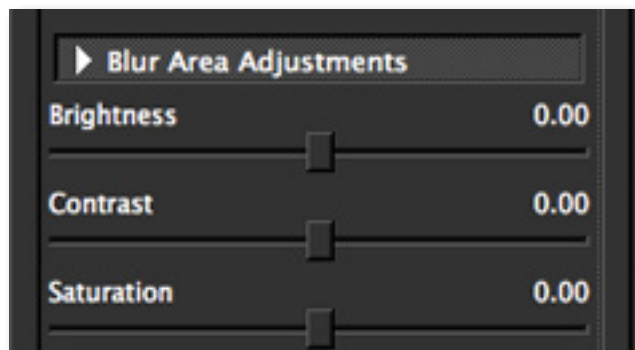 Blur Area Adjustments
Brightness 0.00
Contrast 0.00
Saturation 0.00